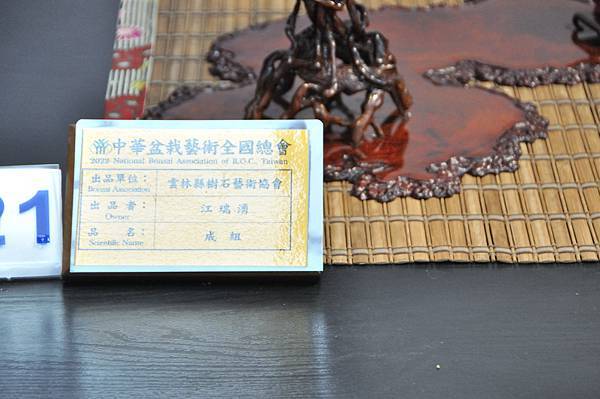 中華盆栽藝術全國總會
2022 National Bonsai Association of R.O.C. Taiwan
出品單位：
Bonsai Association
雲林縣樹石藝術協會
出品者：
Owner
江瑞湧
品名：
Scientific Name
成組
21